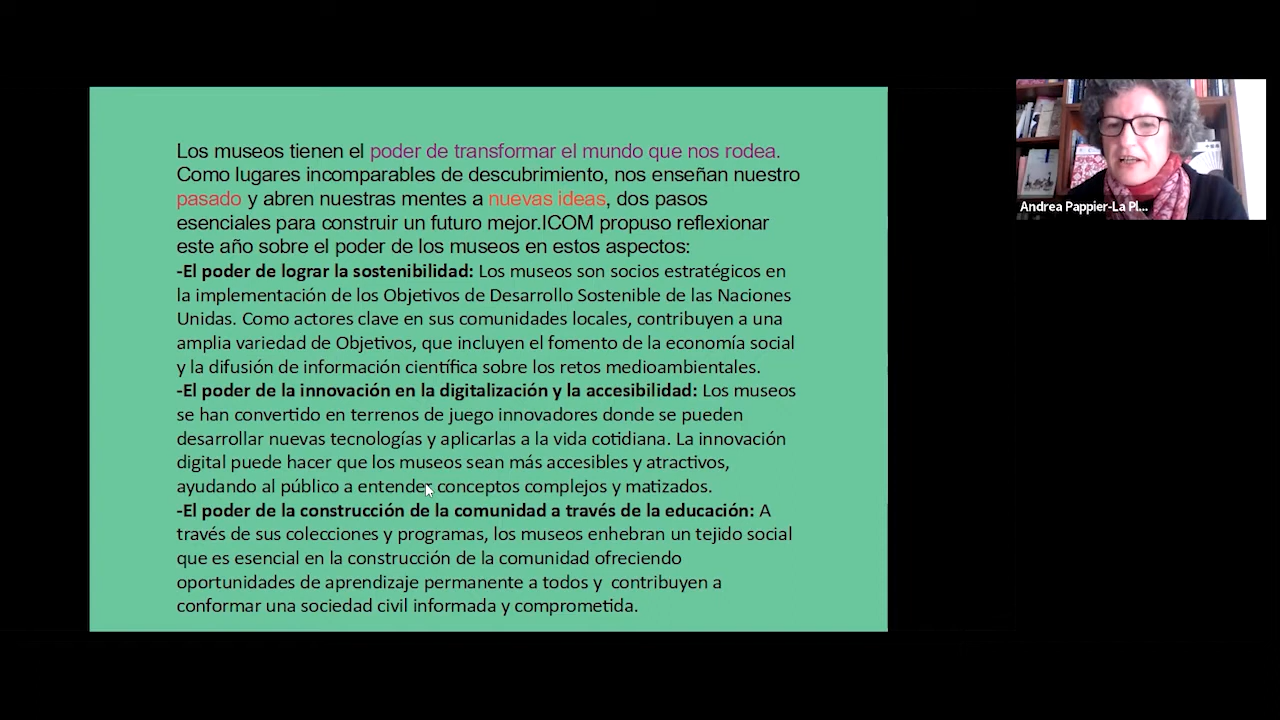 Los museos tienen el poder de transformar el mundo que nos rodea.
Como lugares incomparables de descubrimiento, nos enseñan nuestro
pasado y abren nuestras mentes a nuevas ideas, dos pasos
esenciales para construir un futuro mejor.ICOM propuso reflexionar
este año sobre el poder de los museos en estos aspectos:
-El poder de lograr la sostenibilidad: Los museos son socios estratégicos en
la implementación de los Objetivos de Desarrollo Sostenible de las Naciones
Unidas. Como actores clave en sus comunidades locales, contribuyen a una
amplia variedad de Objetivos, que incluyen el fomento de la economía social
y la difusión de información científica sobre los retos medioambientales.
-El poder de la innovación en la digitalización y la accesibilidad: Los museos
se han convertido en terrenos de juego innovadores donde se pueden
desarrollar nuevas tecnologías y aplicarlas a la vida cotidiana. La innovación
digital puede hacer que los museos sean más accesibles y atractivos,
ayudando al público a entender conceptos complejos y matizados.
-El poder de la construcción de la comunidad a través de la educación: A
través de sus colecciones y programas, los museos enhebran un tejido social
que es esencial en la construcción de la comunidad ofreciendo
oportunidades de aprendizaje permanente a todos y  contribuyen a
conformar una sociedad civil informada y comprometida.
Andrea Pappier-La Pl...